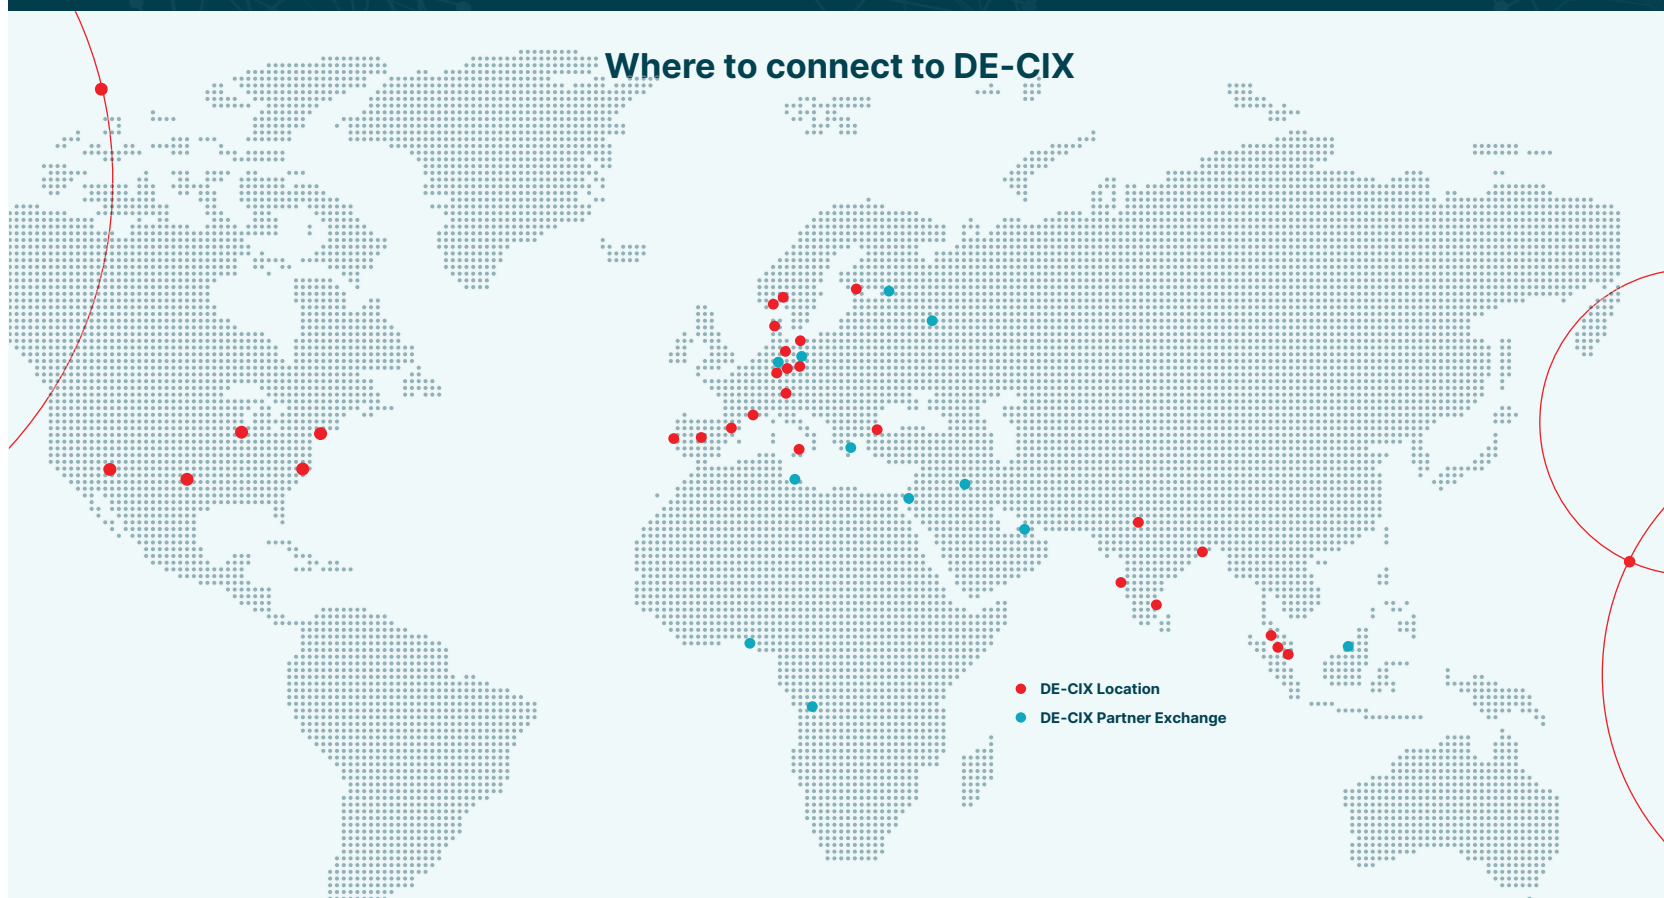 Where to connect to DE-CIX
DE-CIX Location
DE-CIX Partner Exchange